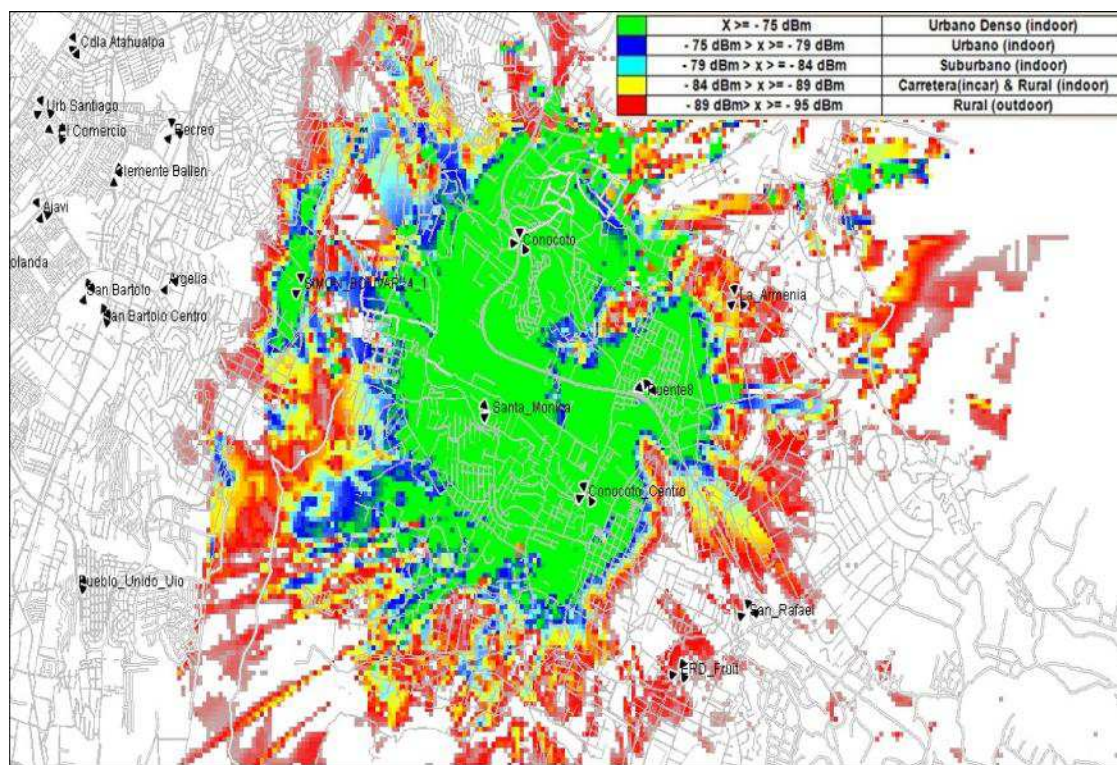 X >= - 75 dBm Urbano Denso (indoor)
- 75 dBm > x >= - 79 dBm Urbano (indoor)
- 79 dBm > x >= - 84 dBm Suburbano (indoor)
- 84 dBm > x >= - 89 dBm Carretera(incar) & Rural (indoor)
- 89 dBm> x >= - 95 dBm Rural (outdoor)
Cdla Atahualpa
Urb Santiago
El Comercio
Recreo
Clemente Ballen
Ajavi
Conocoto
olanda
San Bartolo
Argelia
SIMON_BOLIVAR_4_1
La_Armenia
San Bartolo Centro
Puente8
Santa_Monica
Conocoto_Centro
Pueblo_Unido_Uio
San_Rafael
ERD_Fruit